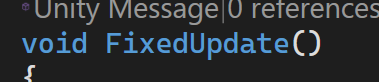 Unity Message|0 references
void FixedUpdate()
{